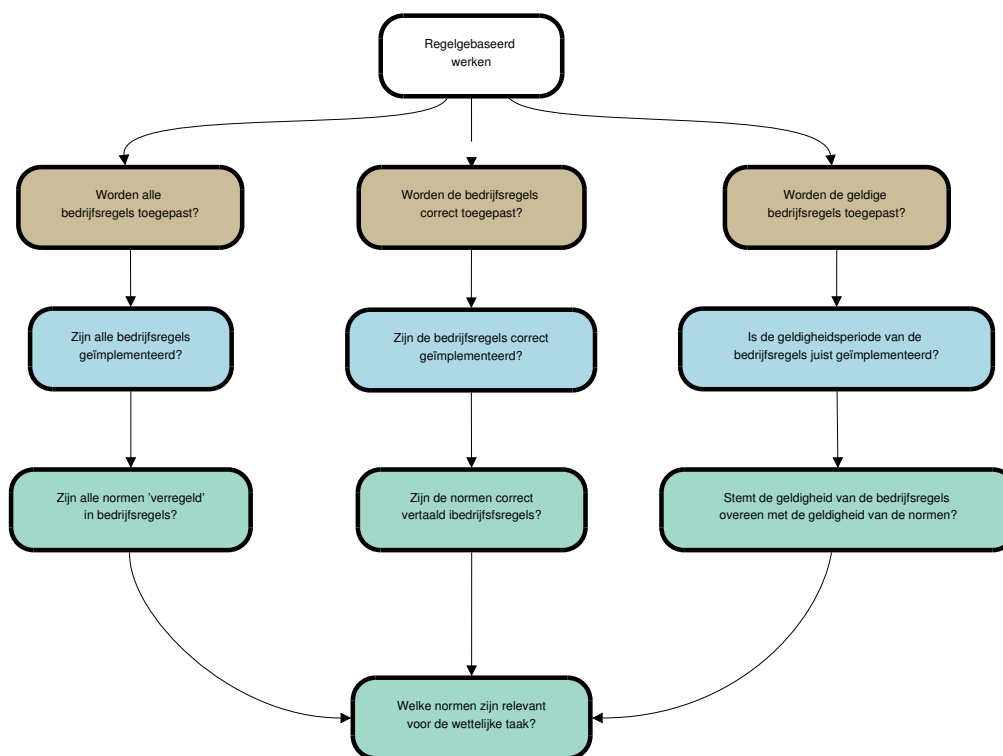 Regelgebaseerd
werken
Worden alle
bedrijfsregels toegepast?
Worden de bedrijfsregels
correct toegepast?
Worden de geldige
bedrijfsregels toegepast?
Zijn alle bedrijfsregels
geïmplementeerd?
Zijn de bedrijfsregels correct
geïmplementeerd?
Is de geldigheidsperiode van de
bedrijfsregels juist geïmplementeerd?
Zijn alle normen 'verregeld'
in bedrijfsregels?
Zijn de normen correct
vertaald ibedrijfsfsregels?
Stemt de geldigheid van de bedrijfsregels
overeen met de geldigheid van de normen?
Welke normen zijn relevant
voor de wettelijke taak?